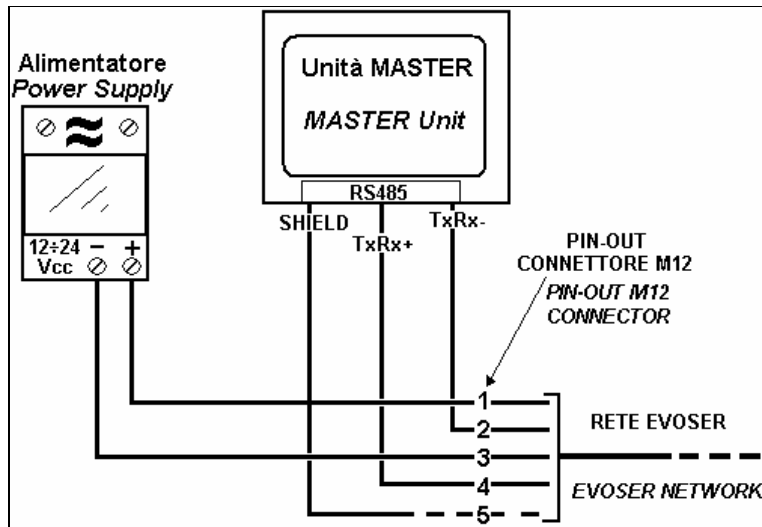 Alimentatore
Power Supply
12÷24 - +
Vcc
Unità MASTER
MASTER Unit
RS485
SHIELD
TxRx+
TxRx-
PIN-OUT
CONNETTORE M12
PIN-OUT M12
CONNECTOR
1
2
3
4
5
RETE EVOSER
EVOSER NETWORK